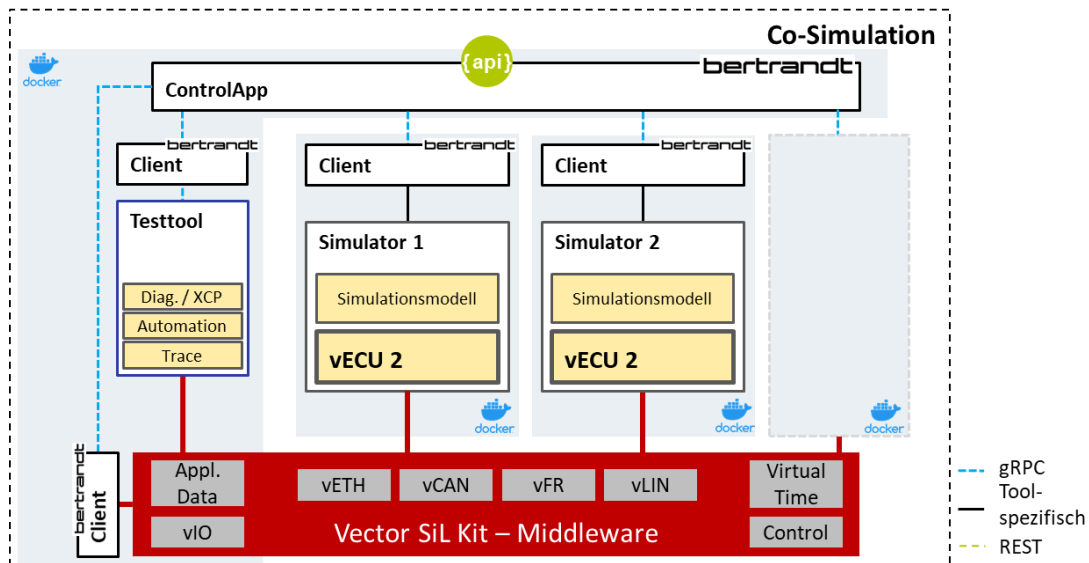 Co-Simulation
docker
{api}
bertrandt
ControlApp
bertrandt
Client
bertrandt
Client
bertrandt
Client
Testtool
Diag. / XCP
Automation
Trace
Simulator 1
Simulationsmodell
vECU 2
docker
Simulator 2
Simulationsmodell
vECU 2
docker
docker
bertrandt
Client
Appl.
Data
vIO
vETH
vCAN
vFR
vLIN
Virtual
Time
Control
Vector SiL Kit – Middleware
gRPC
Tool-
spezifisch
REST